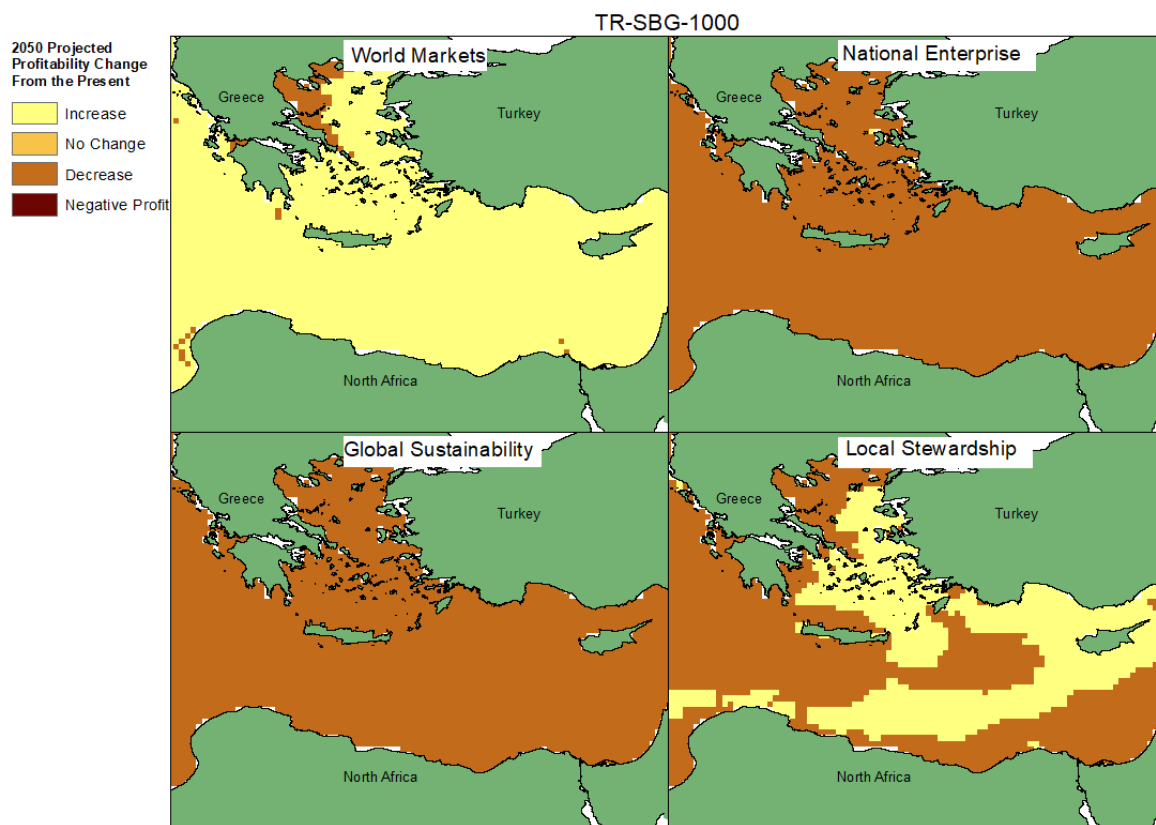 TR-SBG-1000
2050 Projected
Profitability Change
From the Present
Increase
No Change
Decrease
Negative Profit
World Markets
Greece
Turkey
North Africa
National Enterprise
Greece
Turkey
North Africa
Global Sustainability
Greece
Turkey
North Africa
Local Stewardship
Greece
Turkey
North Africa